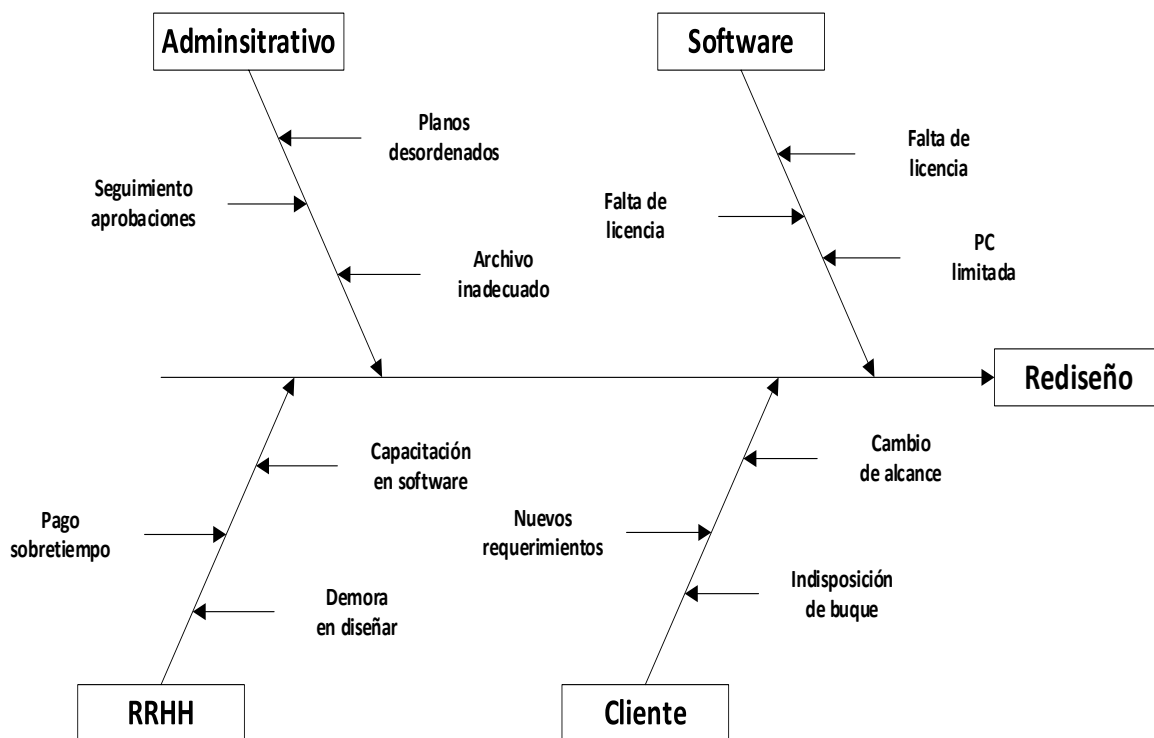 Adminsitrativo
Software
Planos
desordenados
Seguimiento
aprobaciones
Archivo
inadecuado
Falta de
licencia
Falta de
licencia
PC
limitada
Rediseño
Capacitación
en software
Pago
sobretiempo
Demora
en diseñar
Cambio
de alcance
Nuevos
requerimientos
Indisposición
de buque
RRHH
Cliente